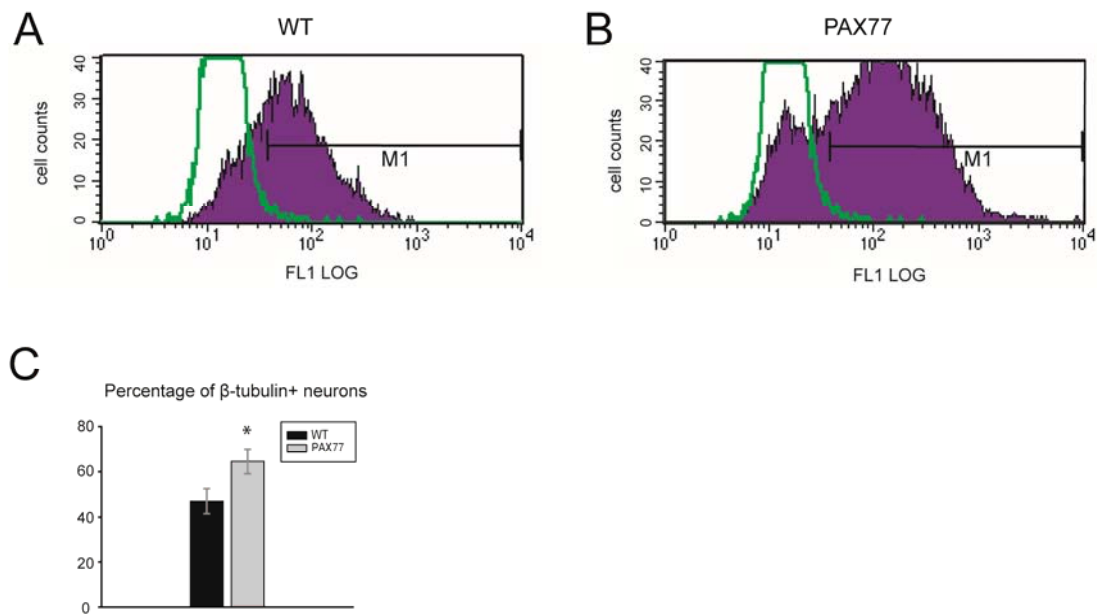 A
WT
cell counts
40
30
20
10
0
M1
10^0 10^1 10^2 10^3 10^4
FL1 LOG
B
PAX77
cell counts
40
30
20
10
0
M1
10^0 10^1 10^2 10^3 10^4
FL1 LOG
C
Percentage of β-tubulin+ neurons
80
60
40
20
0
*
WT
PAX77